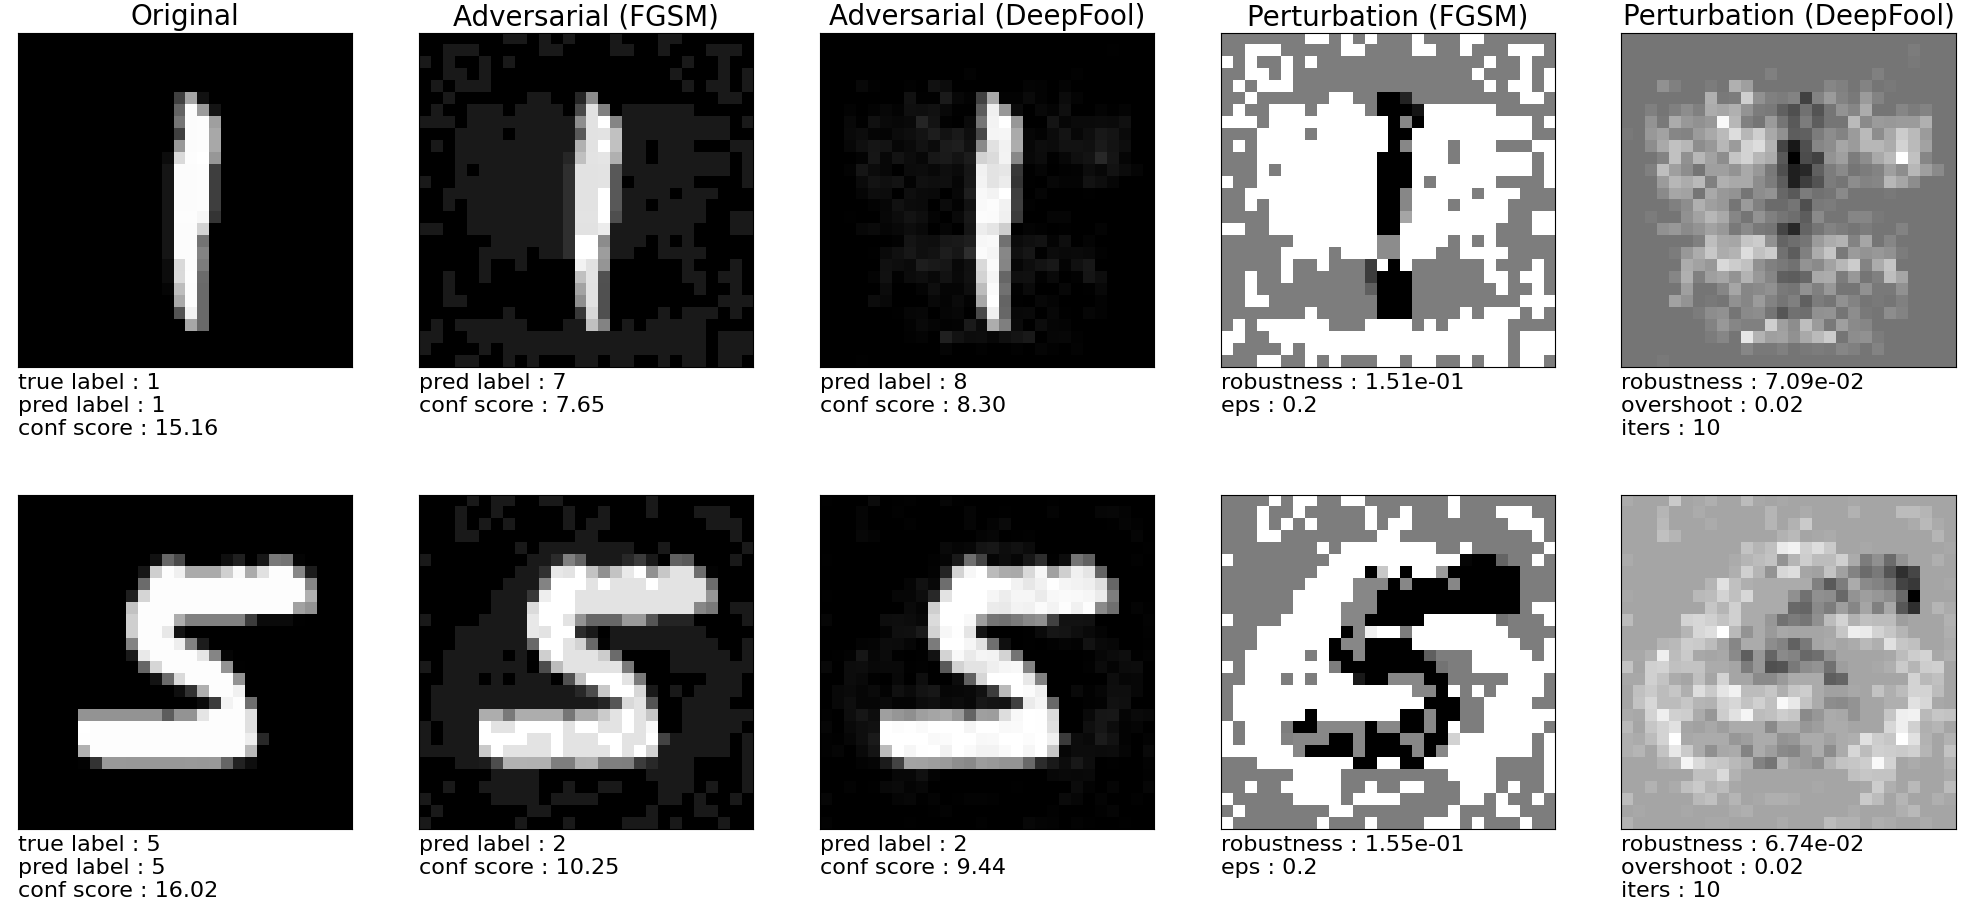 Original
Adversarial (FGSM)
Adversarial (DeepFool)
Perturbation (FGSM)
Perturbation (DeepFool)
true label : 1
pred label : 1
conf score : 15.16
pred label : 7
conf score : 7.65
pred label : 8
conf score : 8.30
robustness : 1.51e-01
eps : 0.2
robustness : 7.09e-02
overshoot : 0.02
iters : 10
true label : 5
pred label : 5
conf score : 16.02
pred label : 2
conf score : 10.25
pred label : 2
conf score : 9.44
robustness : 1.55e-01
eps : 0.2
robustness : 6.74e-02
overshoot : 0.02
iters : 10